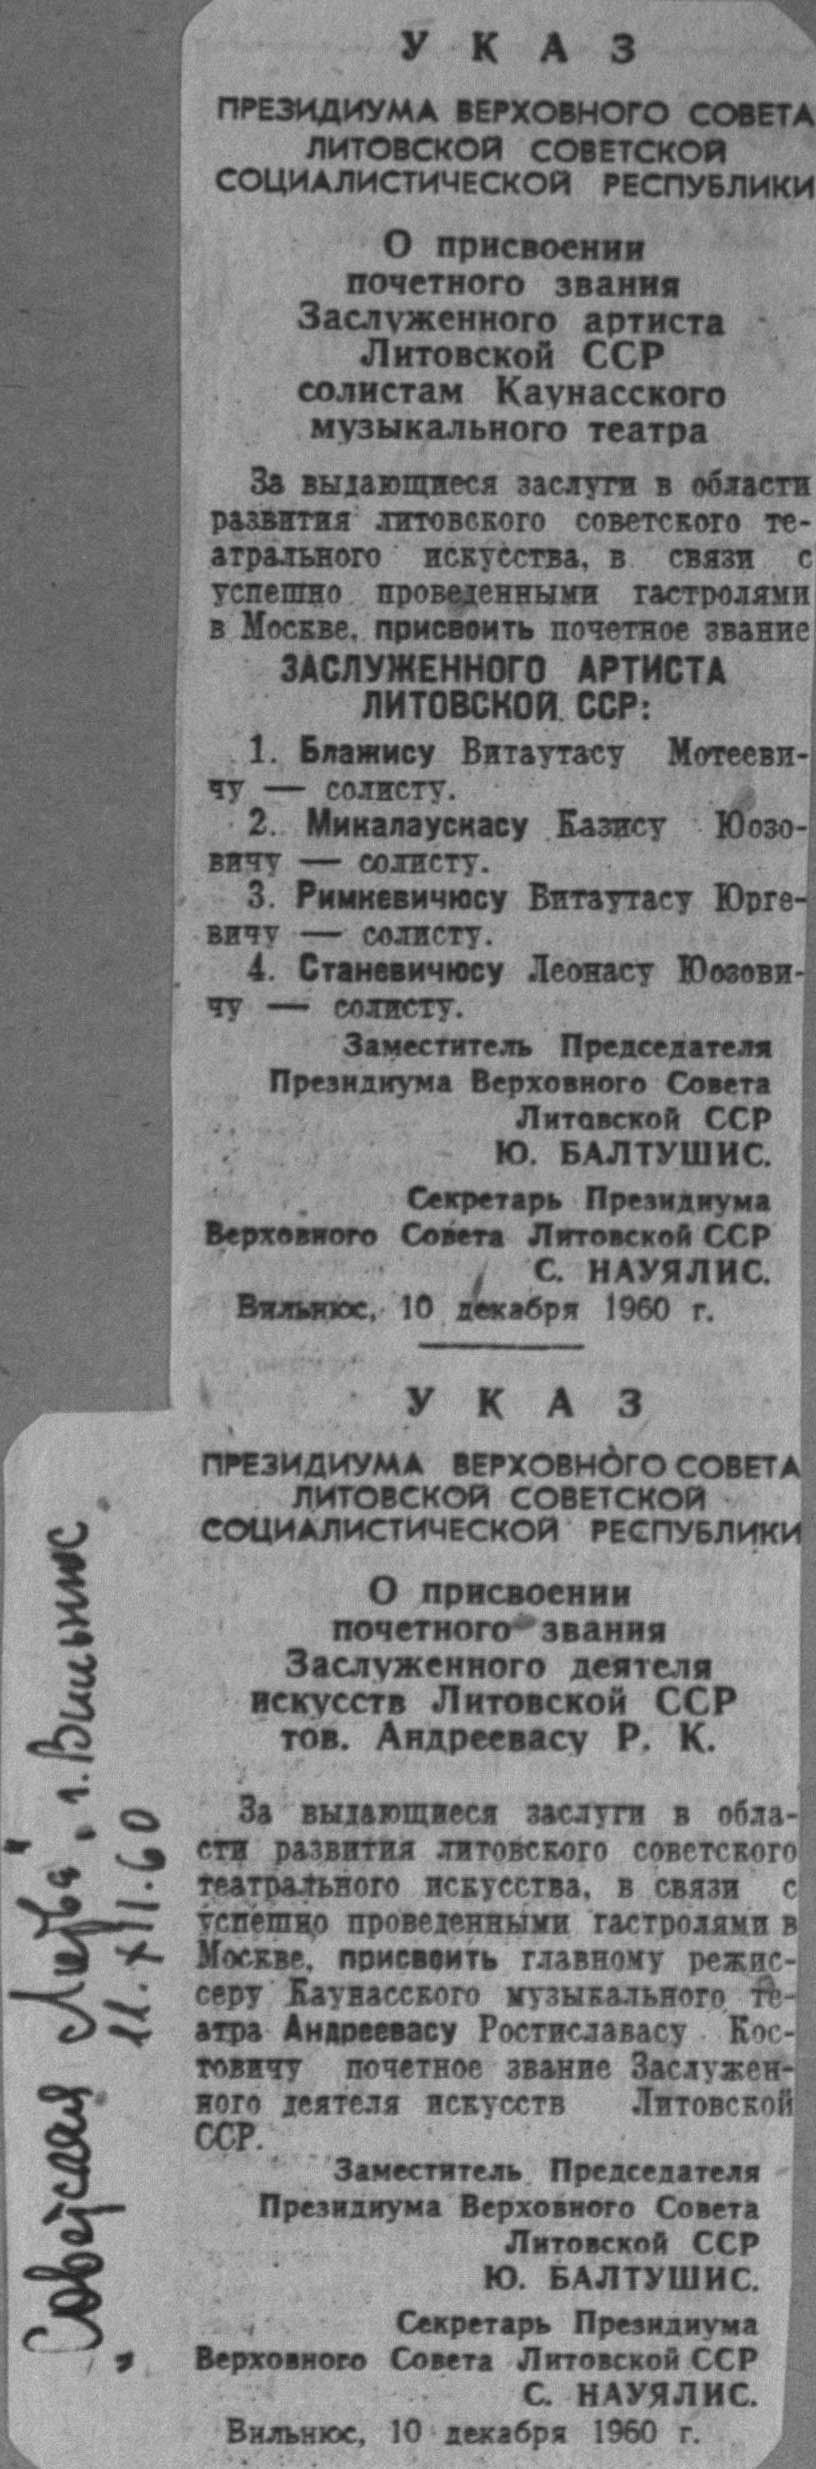 У К А З
ПРЕЗИДИУМА ВЕРХОВНОГО СОВЕТА
ЛИТОВСКОЙ СОВЕТСКОЙ
СОЦИАЛИСТИЧЕСКОЙ РЕСПУБЛИКИ
О присвоении
почетного звания
Заслуженного артиста
Литовской ССР
солистам Каунасского
музыкального театра
За выдающиеся заслуги в области
развития литовского советского те-
атрального искусства, в связи с
успешно проведенными гастролями
в Москве, присвоить почетное звание
ЗАСЛУЖЕННОГО АРТИСТА
ЛИТОВСКОЙ ССР:
1. Блажису Витаутасу Мотееви-
чу — солисту.
2. Микалаускасу Казису Юозо-
вичу — солисту.
3. Римкевичюсу Витаутасу Юрге-
вичу — солисту.
4. Станевичюсу Леонасу Юозови-
чу — солисту.
Заместитель Председателя
Президиума Верховного Совета
Литовской ССР
Ю. БАЛТУШИС.
Секретарь Президиума
Верховного Совета Литовской ССР
С. НАУЯЛИС.
Вильнюс, 10 декабря 1960 г.
У К А З
ПРЕЗИДИУМА ВЕРХОВНОГО СОВЕТА
ЛИТОВСКОЙ СОВЕТСКОЙ
СОЦИАЛИСТИЧЕСКОЙ РЕСПУБЛИКИ
О присвоении
почетного звания
Заслуженного деятеля
искусств Литовской ССР
тов. Андреевасу Р. К.
За выдающиеся заслуги в обла-
сти развития литовского советского
театрального искусства, в связи с
успешно проведенными гастролями в
Москве, присвоить главному режис-
серу Каунасского музыкального те-
атра Андреевасу Ростиславасу Кос-
товичу почетное звание Заслужен-
ного деятеля искусств Литовской
ССР.
Заместитель Председателя
Президиума Верховного Совета
Литовской ССР
Ю. БАЛТУШИС.
Секретарь Президиума
Верховного Совета Литовской ССР
С. НАУЯЛИС.
Вильнюс, 10 декабря 1960 г.
„Советская Литва", г. Вильнюс
11.XII.60